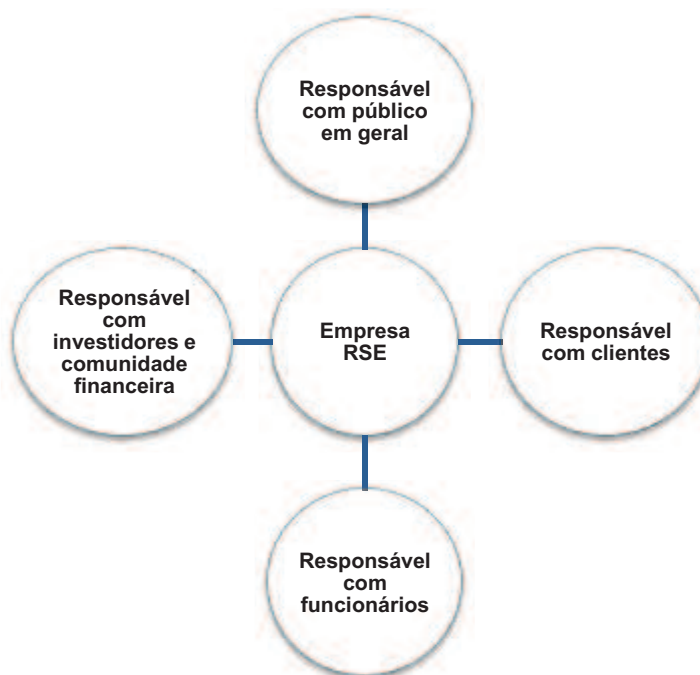 Responsável
com público
em geral
Responsável
com
investidores e
comunidade
financeira
Empresa
RSE
Responsável
com clientes
Responsável
com
funcionários